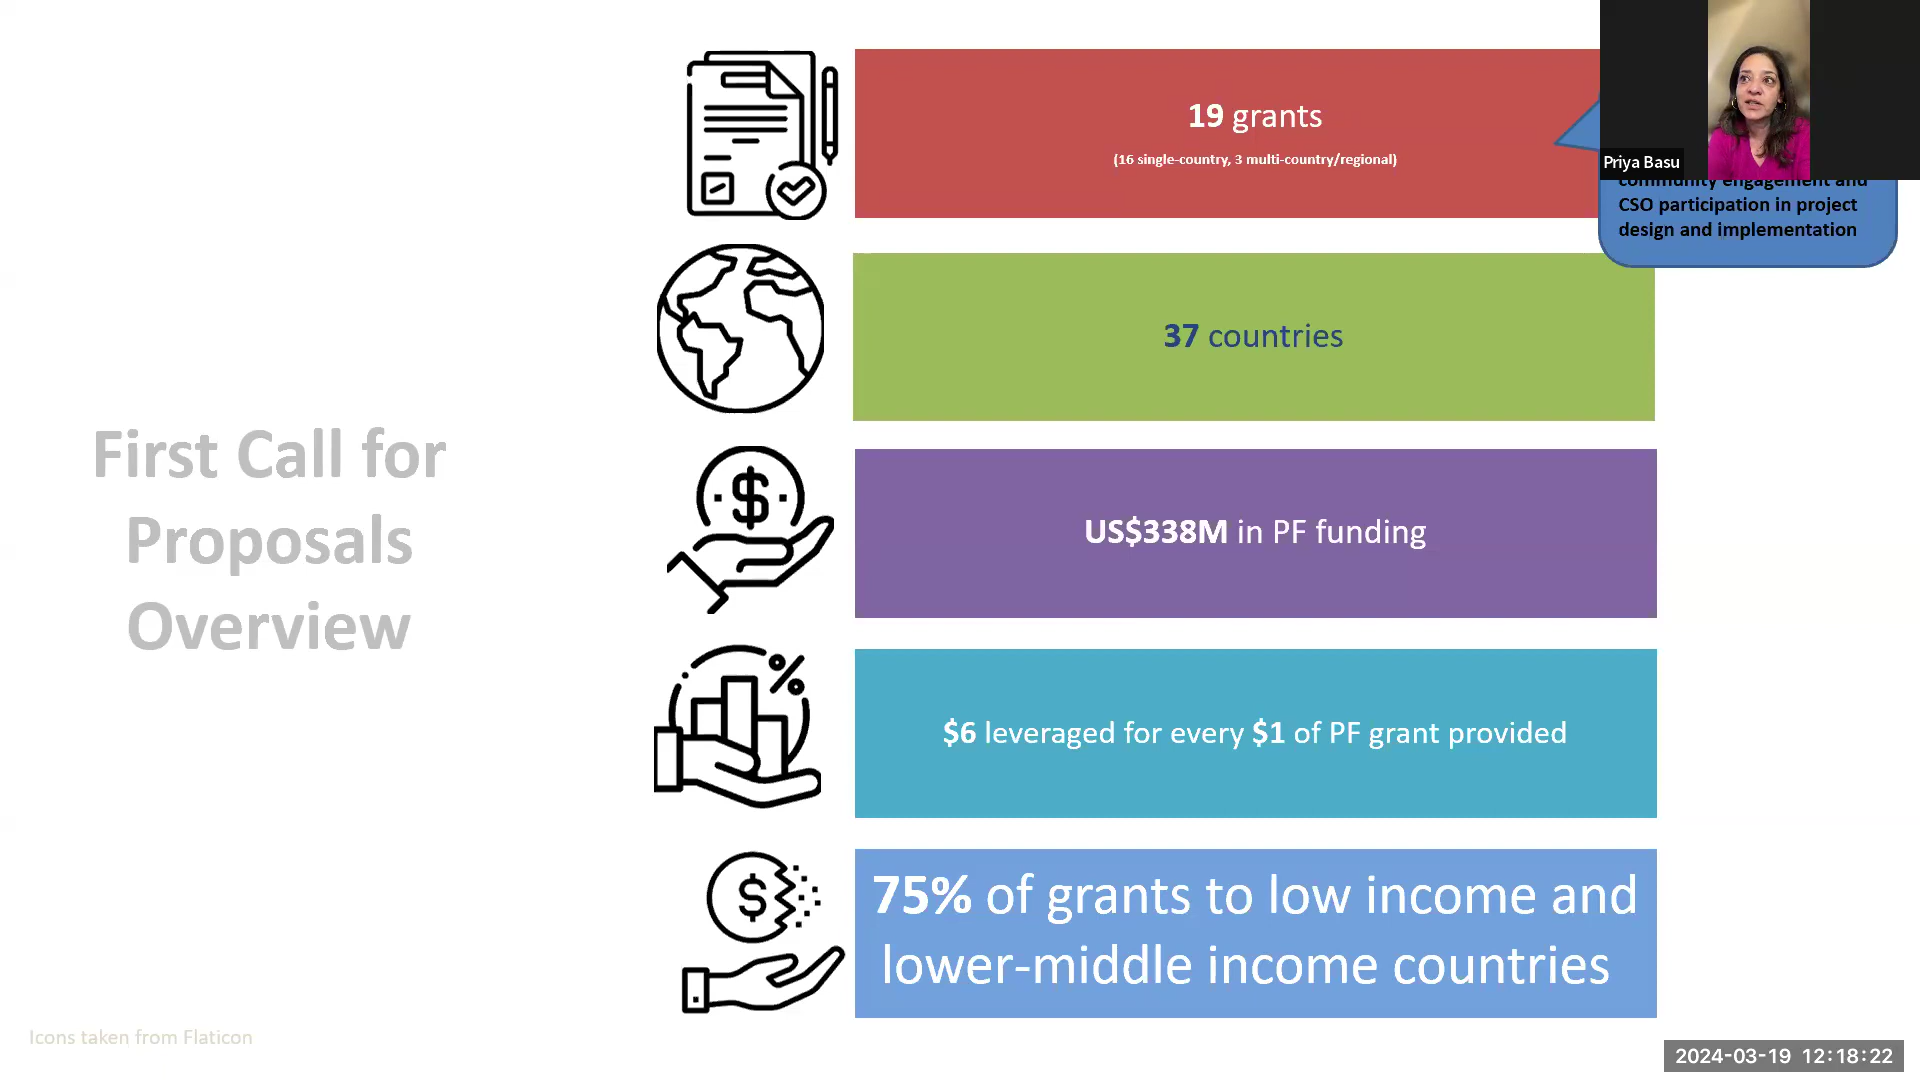 First Call for
Proposals
Overview
19 grants
(16 single-country, 3 multi-country/regional)
Priya Basu
community engagement and
CSO participation in project
design and implementation
37 countries
US$338M in PF funding
$6 leveraged for every $1 of PF grant provided
75% of grants to low income and
lower-middle income countries
Icons taken from Flaticon
2024-03-19 12:18:22